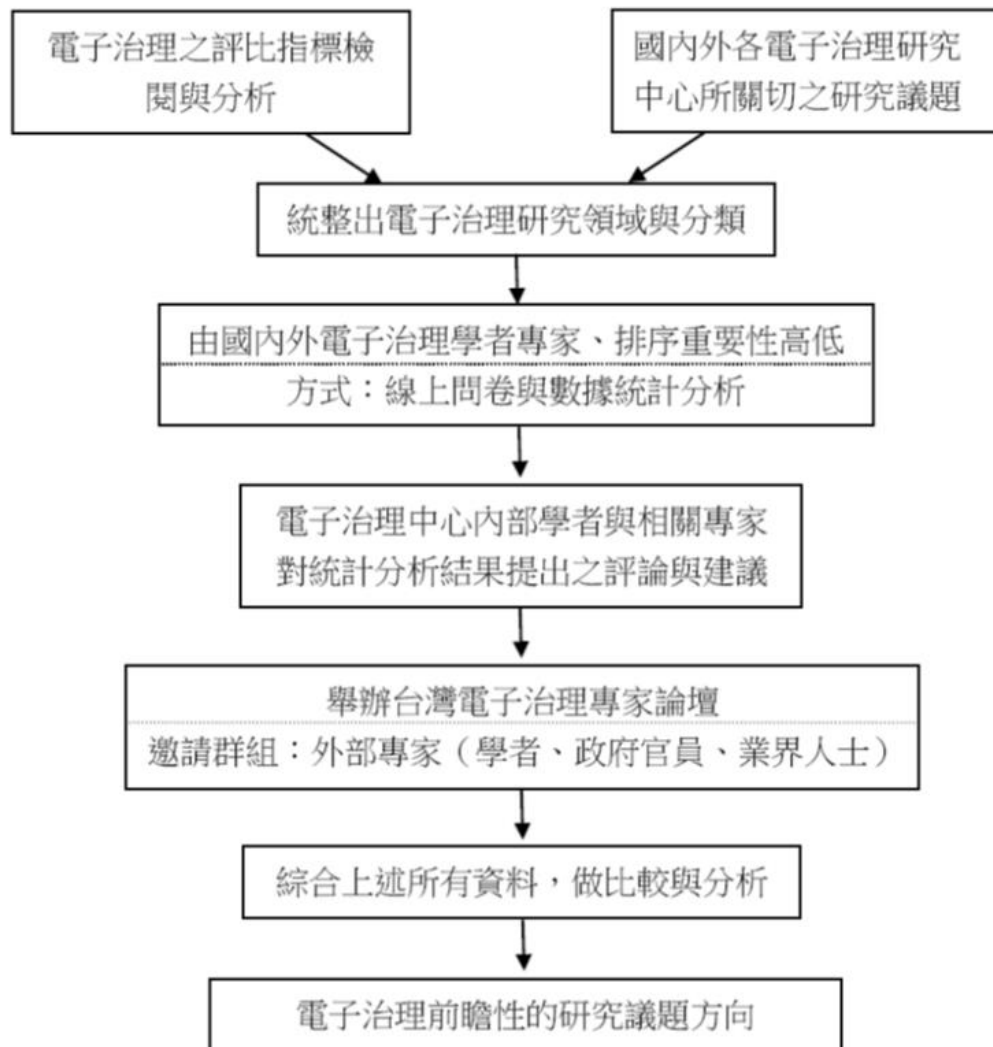 電子治理之評比指標檢
閱與分析
國內外各電子治理研究
中心所關切之研究議題
統整出電子治理研究領域與分類
由國內外電子治理學者專家、排序重要性高低
方式：線上問卷與數據統計分析
電子治理中心內部學者與相關專家
對統計分析結果提出之評論與建議
舉辦台灣電子治理專家論壇
邀請群組：外部專家（學者、政府官員、業界人士）
綜合上述所有資料，做比較與分析
電子治理前瞻性的研究議題方向